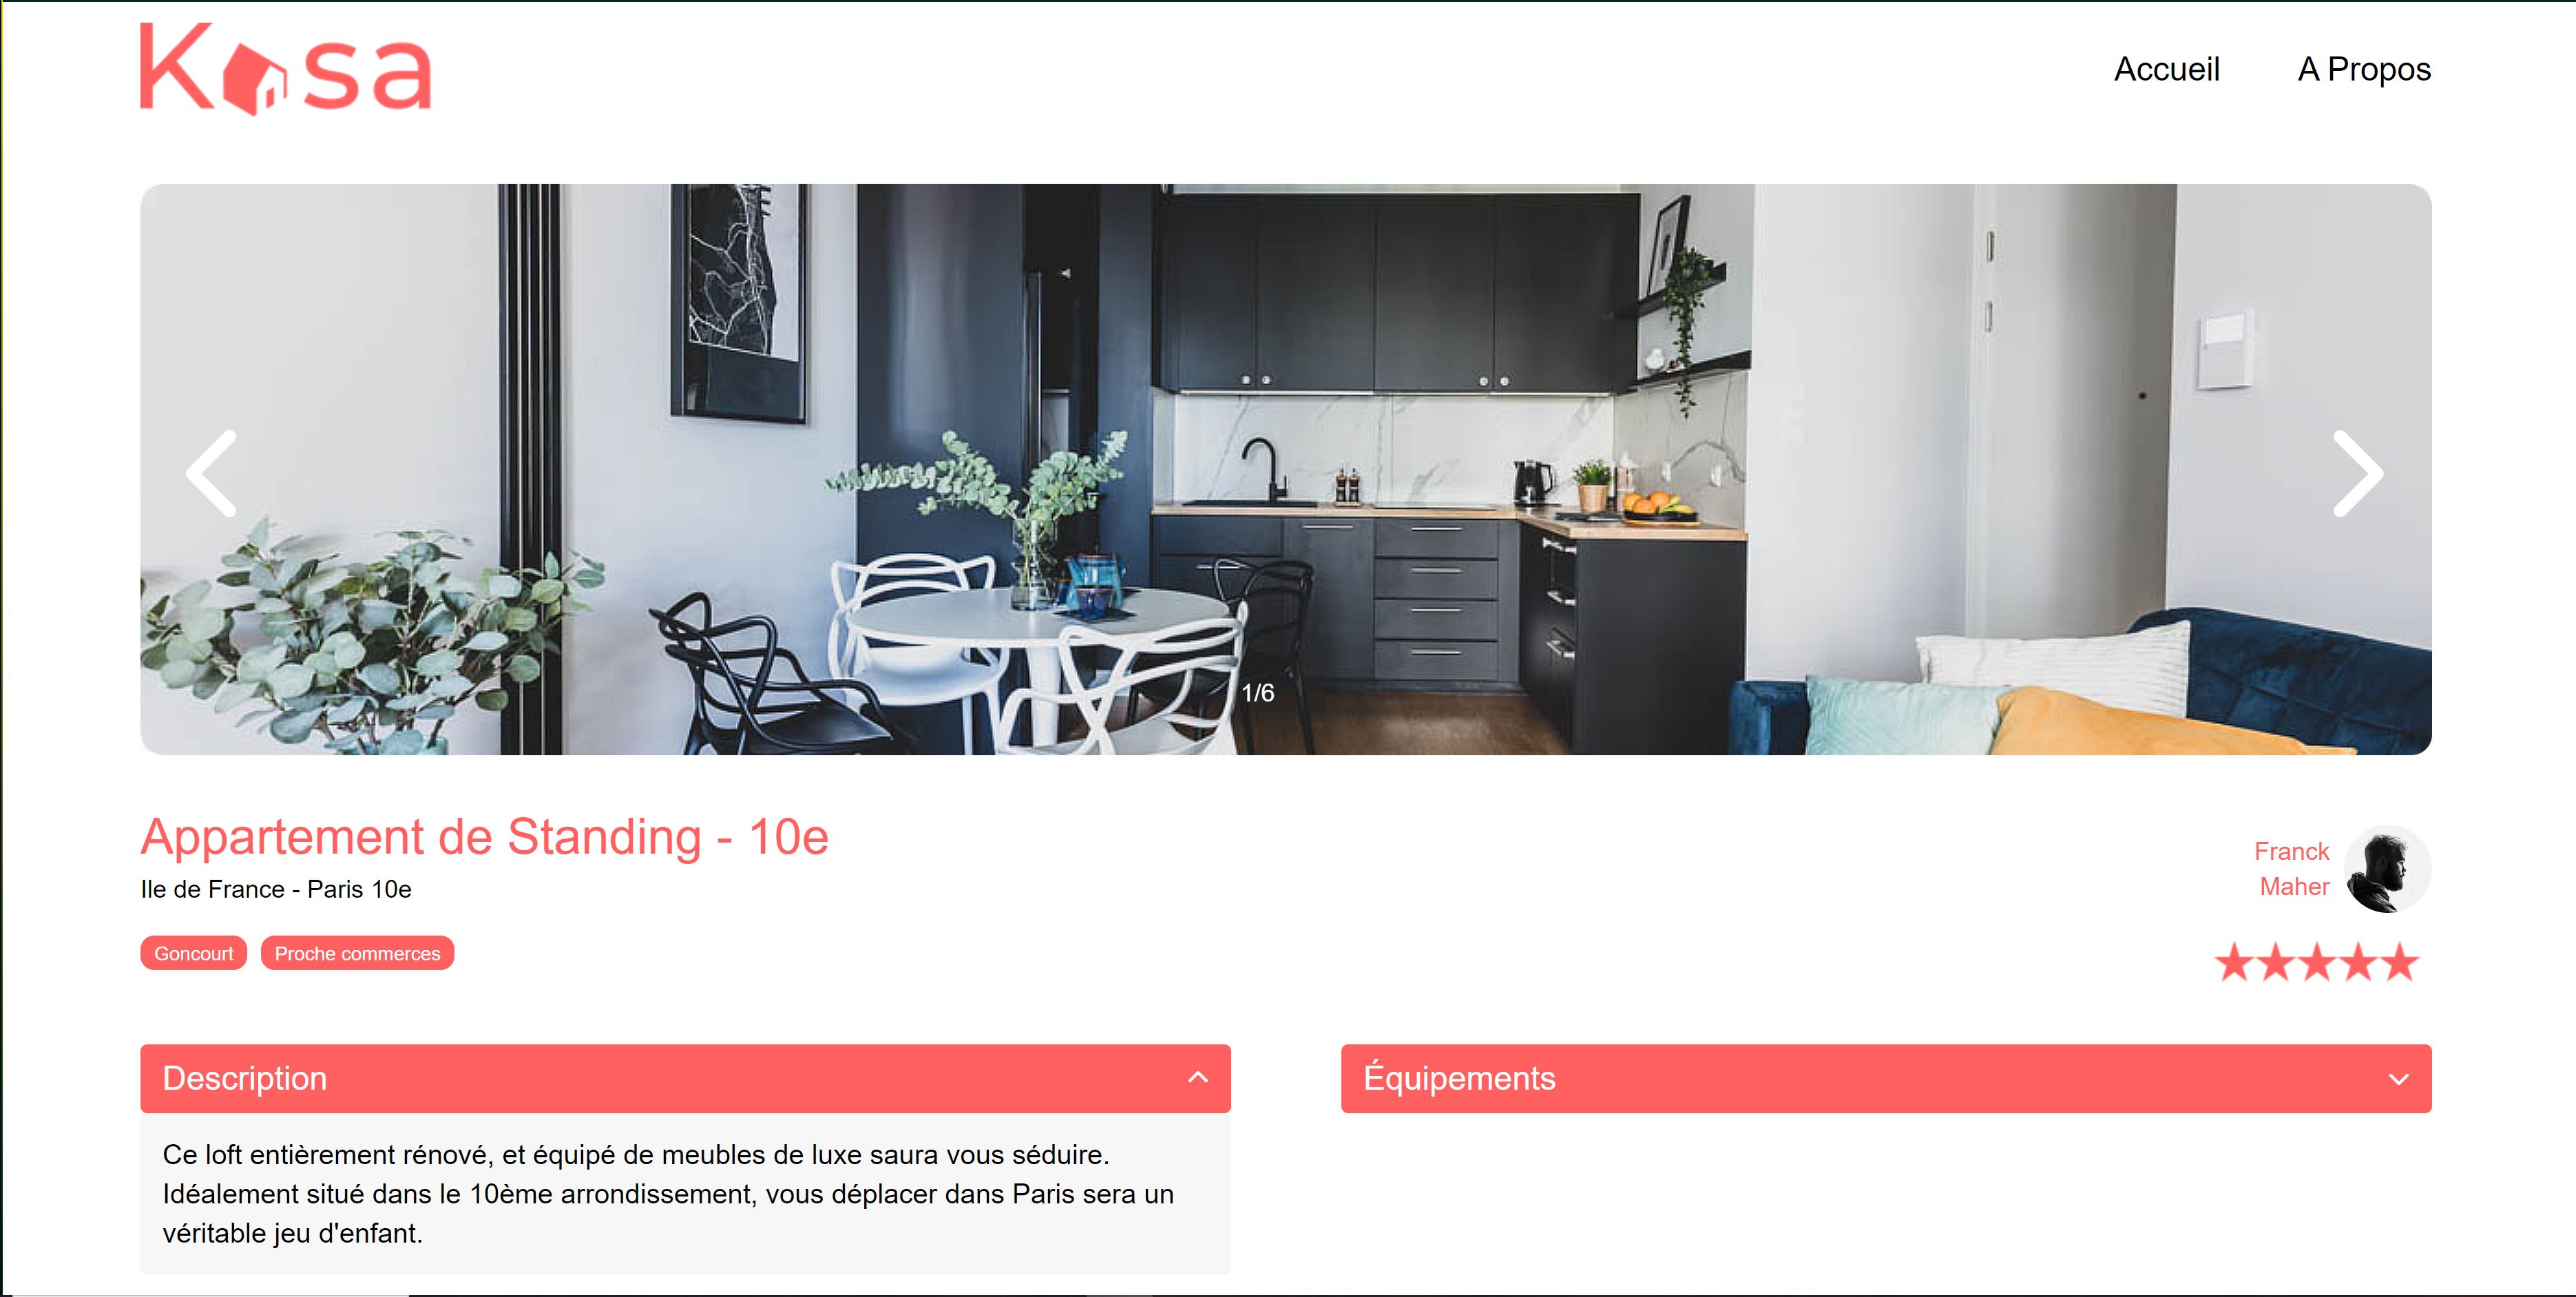 Kasa
Accueil
A Propos
1/6
Appartement de Standing - 10e
Ile de France - Paris 10e
Goncourt
Proche commerces
Franck
Maher
Description
Ce loft entièrement rénové, et équipé de meubles de luxe saura vous séduire.
Idéalement situé dans le 10ème arrondissement, vous déplacer dans Paris sera un
véritable jeu d'enfant.
Équipements